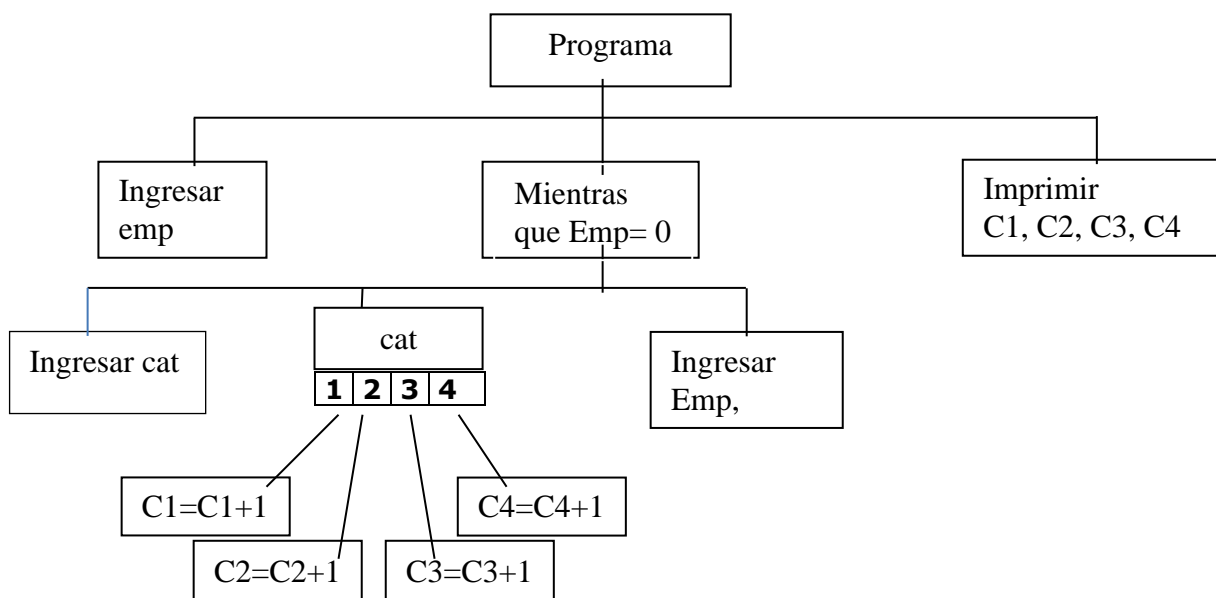 Programa
Ingresar
emp
Mientras
que Emp= 0
Imprimir
C1, C2, C3, C4
Ingresar cat
cat
1 2 3 4
Ingresar
Emp,
C1=C1+1
C4=C4+1
C2=C2+1
C3=C3+1